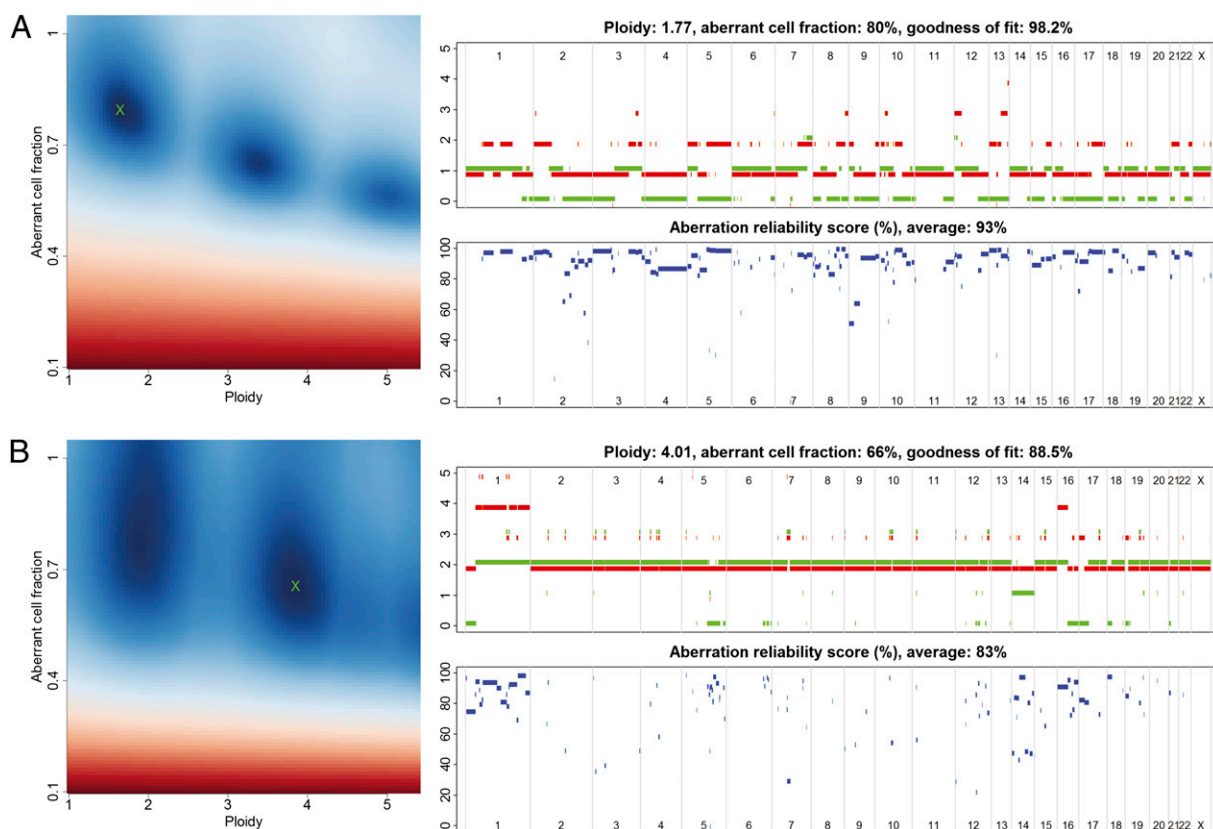 A
Aberrant cell fraction
1
0.7
0.4
0.1
1 2 3 4 5
Ploidy
Ploidy: 1.77, aberrant cell fraction: 80%, goodness of fit: 98.2%
5
4
3
2
1
0
1 2 3 4 5 6 7 8 9 10 11 12 13 14 15 16 17 18 19 20 2122 X
Aberration reliability score (%), average: 93%
100
80
60
40
20
0
1 2 3 4 5 6 7 8 9 10 11 12 13 14 15 16 17 18 19 20 2122 X
B
Aberrant cell fraction
1
0.7
0.4
0.1
1 2 3 4 5
Ploidy
Ploidy: 4.01, aberrant cell fraction: 66%, goodness of fit: 88.5%
5
4
3
2
1
0
1 2 3 4 5 6 7 8 9 10 11 12 13 14 15 16 17 18 19 20 2122 X
Aberration reliability score (%), average: 83%
100
80
60
40
20
0
1 2 3 4 5 6 7 8 9 10 11 12 13 14 15 16 17 18 19 20 2122 X